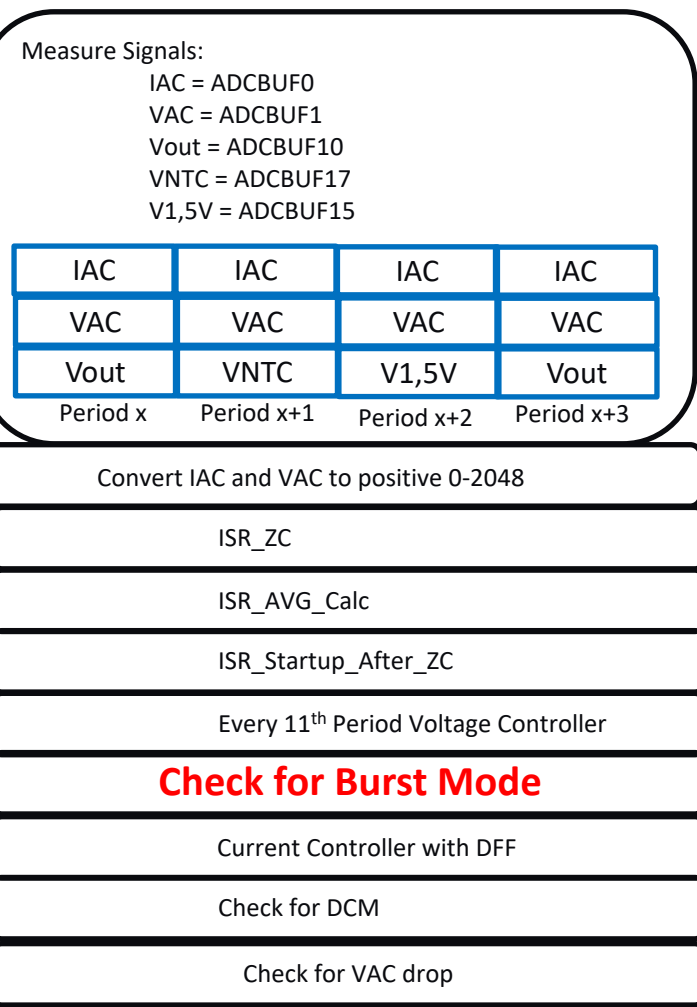 Measure Signals:
IAC = ADCBUF0
VAC = ADCBUF1
Vout = ADCBUF10
VNTC = ADCBUF17
V1,5V = ADCBUF15
IAC IAC IAC IAC
VAC VAC VAC VAC
Vout VNTC V1,5V Vout
Period x Period x+1 Period x+2 Period x+3
Convert IAC and VAC to positive 0-2048
ISR_ZC
ISR_AVG_Calc
ISR_Startup_After_ZC
Every 11th Period Voltage Controller
Check for Burst Mode
Current Controller with DFF
Check for DCM
Check for VAC drop